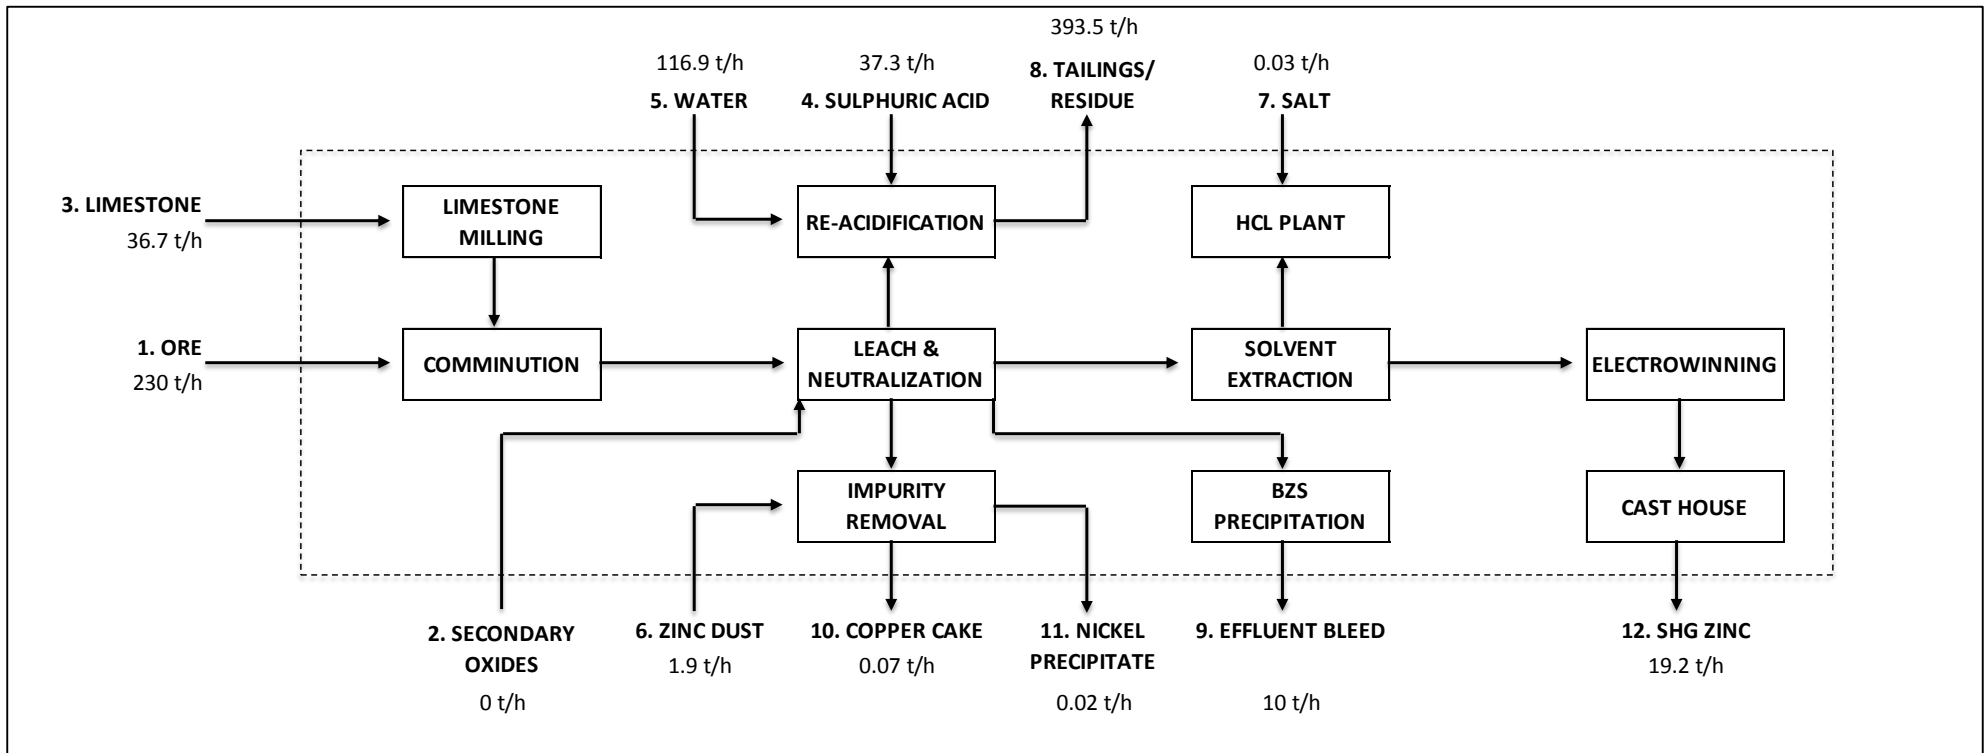 393.5 t/h
116.9 t/h
37.3 t/h
8. TAILINGS/
RESIDUE
0.03 t/h
5. WATER
4. SULPHURIC ACID
7. SALT
3. LIMESTONE
36.7 t/h
LIMESTONE
MILLING
RE-ACIDIFICATION
HCL PLANT
1. ORE
230 t/h
COMMINUTION
LEACH &
NEUTRALIZATION
SOLVENT
EXTRACTION
ELECTROWINNING
IMPURITY
REMOVAL
BZS
PRECIPITATION
CAST HOUSE
2. SECONDARY
OXIDES
0 t/h
6. ZINC DUST
1.9 t/h
10. COPPER CAKE
0.07 t/h
11. NICKEL
PRECIPITATE
0.02 t/h
9. EFFLUENT BLEED
10 t/h
12. SHG ZINC
19.2 t/h